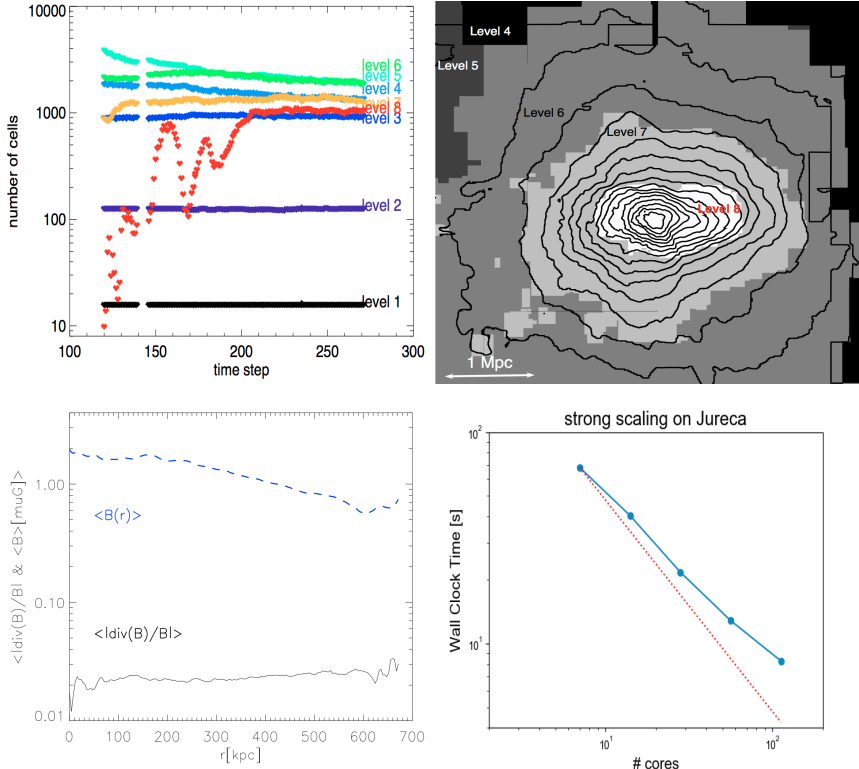 10000
1000
100
10
number of cells
level 6
level 5
level 4
level 7
level 8
level 3
level 2
level 1
100
150
200
250
300
time step
Level 4
Level 5
Level 6
Level 7
Level 8
1 Mpc
<|div(B)/B| & <B>[muG]>
1.00
0.10
0.01
<B(r)>
<|div(B)/B|>
0
100
200
300
400
500
600
700
r[kpc]
strong scaling on Jureca
Wall Clock Time [s]
10²
10¹
10¹
10²
# cores